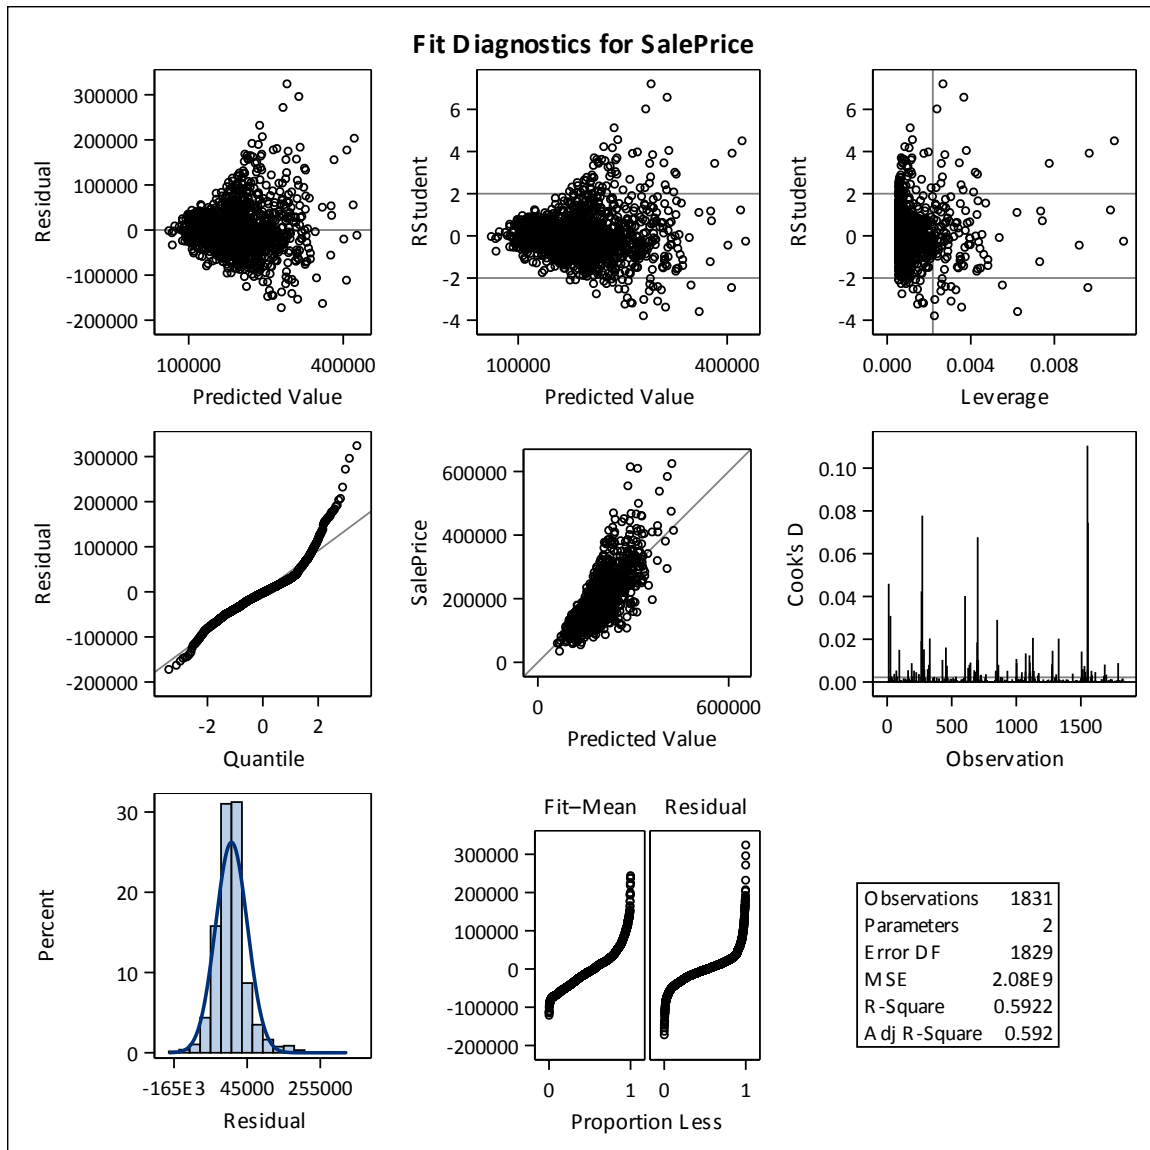 Fit Diagnostics for SalePrice
300000
200000
100000
0
-100000
-200000
Residual
100000 400000
Predicted Value
6
4
2
0
-2
-4
RStudent
100000 400000
Predicted Value
6
4
2
0
-2
-4
RStudent
0.000 0.004 0.008
Leverage
300000
200000
100000
0
-100000
-200000
Residual
-2 0 2
Quantile
600000
400000
200000
0
SalePrice
0 600000
Predicted Value
0.10
0.08
0.06
0.04
0.02
0.00
Cook's D
0 500 1000 1500
Observation
30
20
10
0
Percent
-165E3 45000 255000
Residual
Fit–Mean Residual
300000
200000
100000
0
-100000
-200000
0 1 0 1
Proportion Less
Observations 1831
Parameters 2
Error DF 1829
MSE 2.08E9
R-Square 0.5922
Adj R-Square 0.592